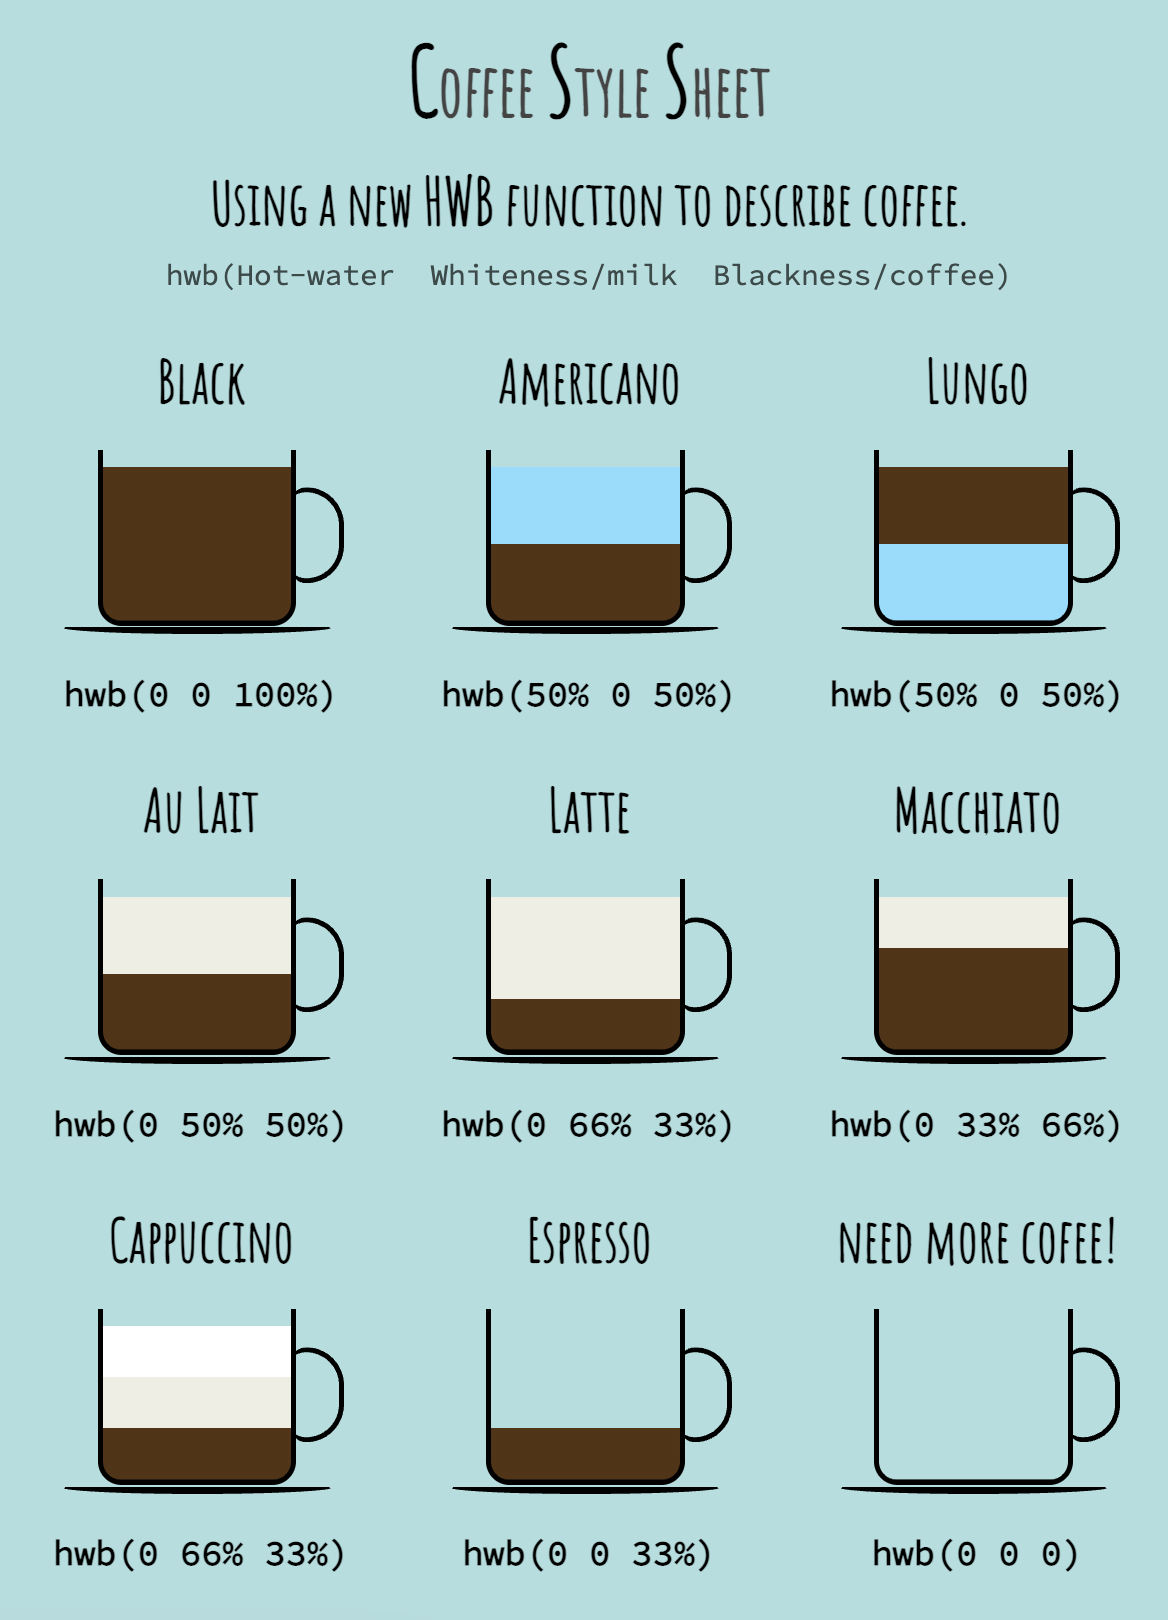 Coffee Style Sheet
Using a new HWB function to describe coffee.
hwb(Hot-water Whiteness/milk Blackness/coffee)
Black
Americano
Lungo
hwb(0 0 100%)
hwb(50% 0 50%)
hwb(50% 0 50%)
Au Lait
Latte
Macchiato
hwb(0 50% 50%)
hwb(0 66% 33%)
hwb(0 33% 66%)
Cappuccino
Espresso
need more cofee!
hwb(0 66% 33%)
hwb(0 0 33%)
hwb(0 0 0)